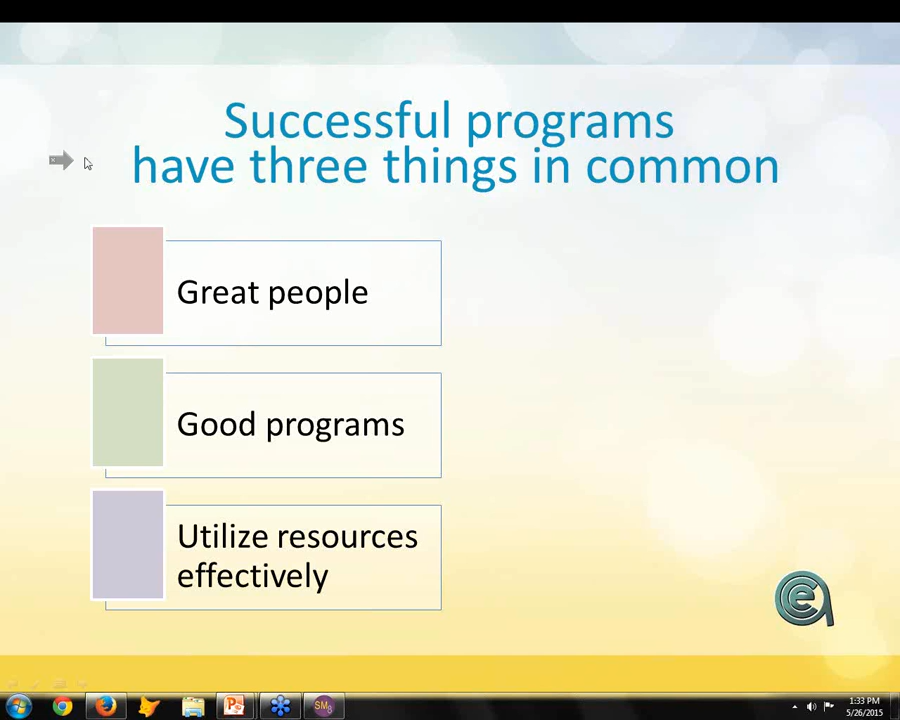 Successful programs
have three things in common
Great people
Good programs
Utilize resources
effectively
SM8
1:33 PM
5/26/2015